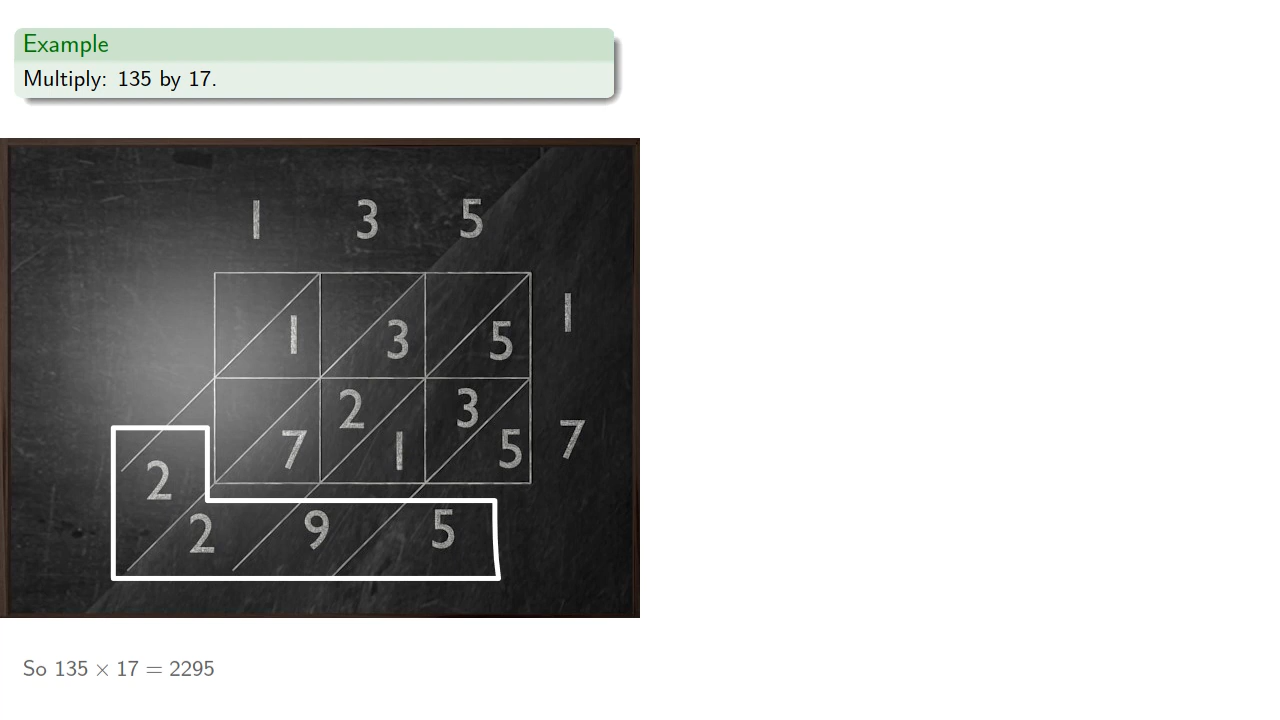 Example
Multiply: 135 by 17.
1 3 5
1
1 3 5
2 3
7 1 5 7
2
2 9 5
So 135 × 17 = 2295